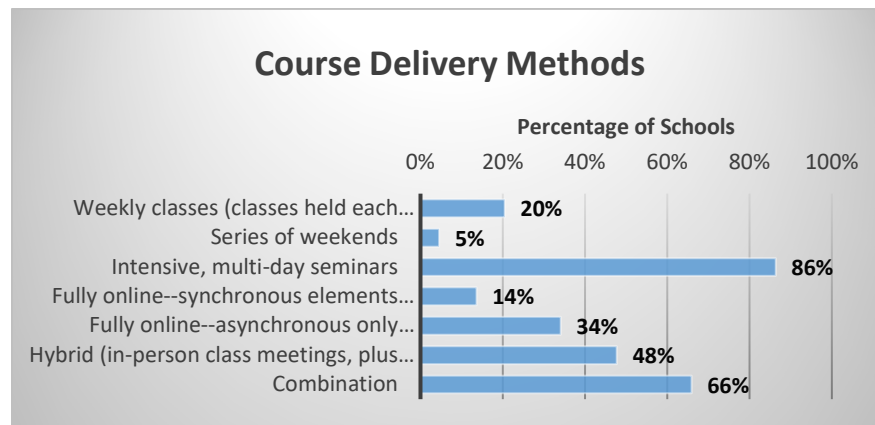 Course Delivery Methods
Percentage of Schools
0% 20% 40% 60% 80% 100%
Weekly classes (classes held each... 20%
Series of weekends 5%
Intensive, multi-day seminars 86%
Fully online--synchronous elements... 14%
Fully online--asynchronous only... 34%
Hybrid (in-person class meetings, plus... 48%
Combination 66%